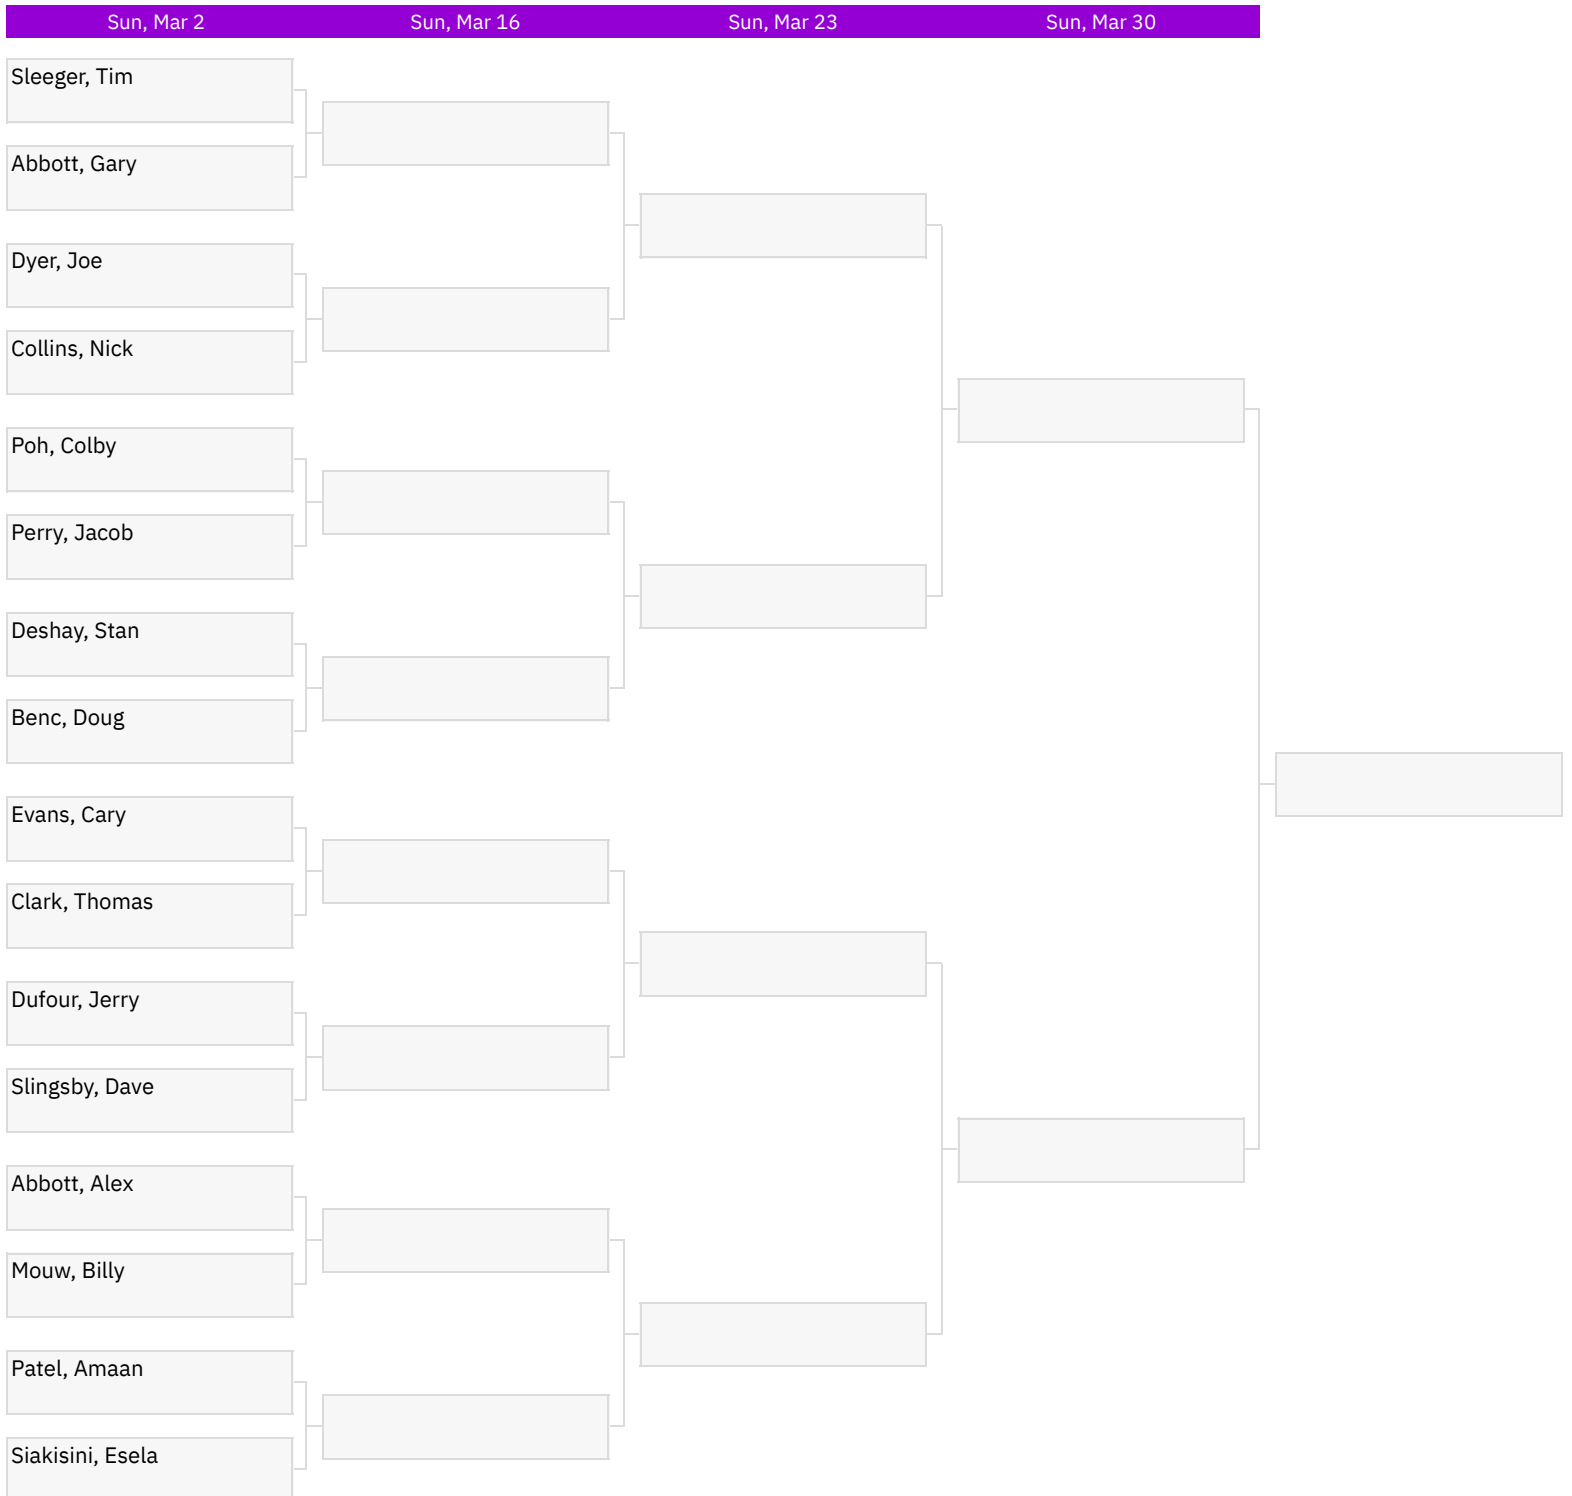 Sun, Mar 2 Sun, Mar 16 Sun, Mar 23 Sun, Mar 30
Sleeger, Tim
Abbott, Gary
Dyer, Joe
Collins, Nick
Poh, Colby
Perry, Jacob
Deshay, Stan
Benc, Doug
Evans, Cary
Clark, Thomas
Dufour, Jerry
Slingsby, Dave
Abbott, Alex
Mouw, Billy
Patel, Amaan
Siakisini, Esela